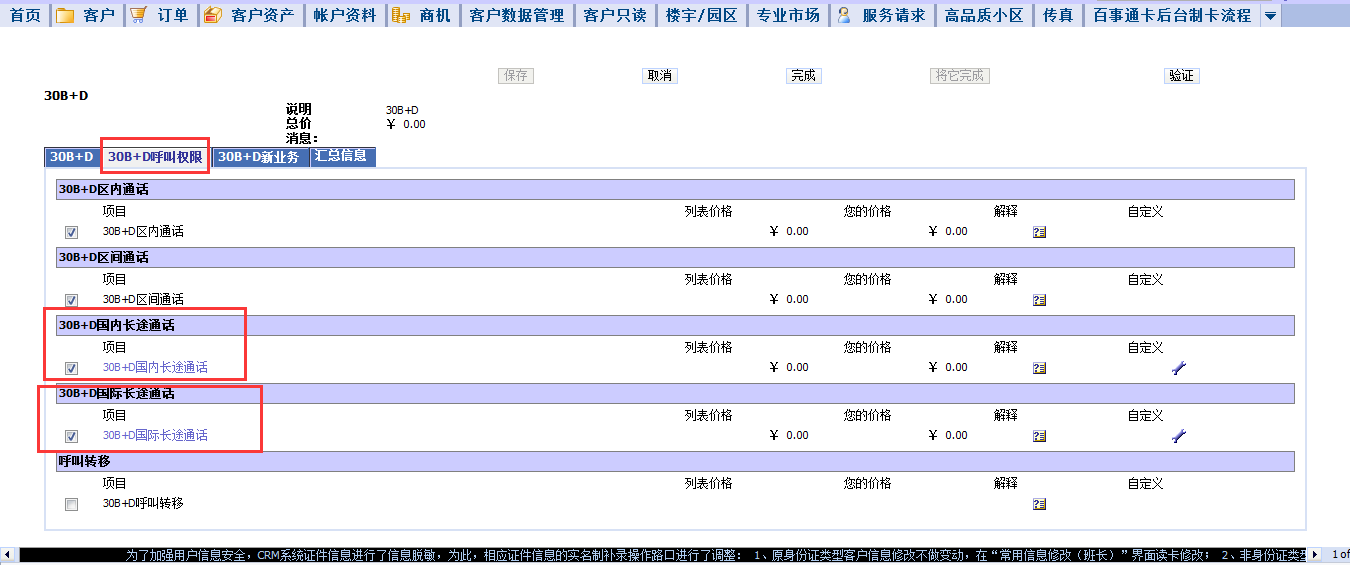 首页 客户 订单 客户资产 帐户资料 商机 客户数据管理 客户只读 楼宇/园区 专业市场 服务请求 高品质小区 传真 百事通卡后台制卡流程
保存 取消 完成 将它完成 验证
30B+D
说明 30B+D
总价 ¥ 0.00
消息:
30B+D 30B+D呼叫权限 30B+D新业务 汇总信息
30B+D区内通话
项目 列表价格 您的价格 解释 自定义
30B+D区内通话 ¥ 0.00 ¥ 0.00
30B+D区间通话
项目 列表价格 您的价格 解释 自定义
30B+D区间通话 ¥ 0.00 ¥ 0.00
30B+D国内长途通话
项目 列表价格 您的价格 解释 自定义
30B+D国内长途通话 ¥ 0.00 ¥ 0.00
30B+D国际长途通话
项目 列表价格 您的价格 解释 自定义
30B+D国际长途通话 ¥ 0.00 ¥ 0.00
呼叫转移
项目 列表价格 您的价格 解释 自定义
30B+D呼叫转移
为了加强用户信息安全，CRM系统证件信息进行了信息脱敏，为此，相应证件信息的实名制补录操作路口进行了调整： 1、原身份证类型客户信息修改不做变动，在“常用信息修改（班长）”界面读卡修改； 2、非身份证类型 1 of